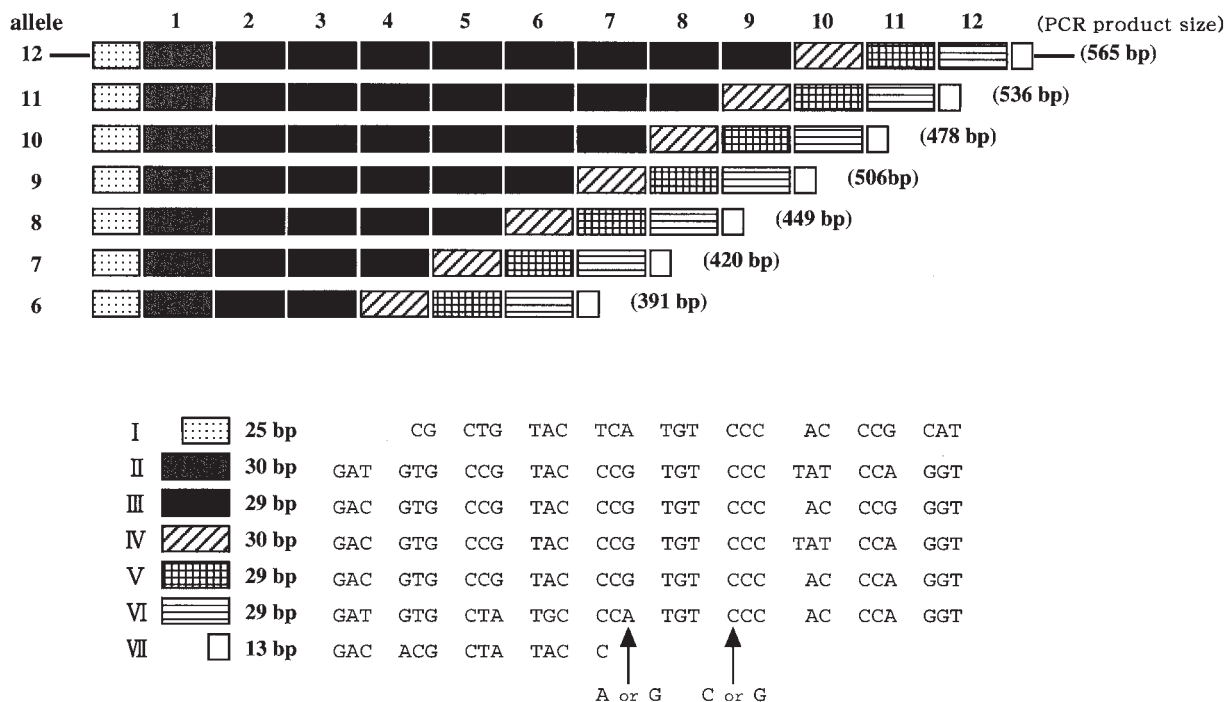 allele 1 2 3 4 5 6 7 8 9 10 11 12 (PCR product size)
12 (565 bp)
11 (536 bp)
10 (478 bp)
9 (506bp)
8 (449 bp)
7 (420 bp)
6 (391 bp)
I 25 bp CG CTG TAC TCA TGT CCC AC CCG CAT
II 30 bp GAT GTG CCG TAC CCG TGT CCC TAT CCA GGT
III 29 bp GAC GTG CCG TAC CCG TGT CCC AC CCG GGT
IV 30 bp GAC GTG CCG TAC CCG TGT CCC TAT CCA GGT
V 29 bp GAC GTG CCG TAC CCG TGT CCC AC CCA GGT
VI 29 bp GAT GTG CTA TGC CCA TGT CCC AC CCA GGT
VII 13 bp GAC ACG CTA TAC C
A or G C or G